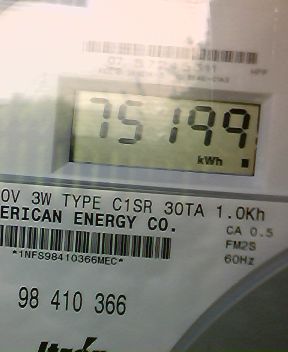 75199
kWh
0V 3W TYPE C1SR 30TA 1.0Kh
ERICAN ENERGY CO.
CA 0.5
FM2S
*1NFS98410366MEC*
60Hz
98 410 366
Itrón